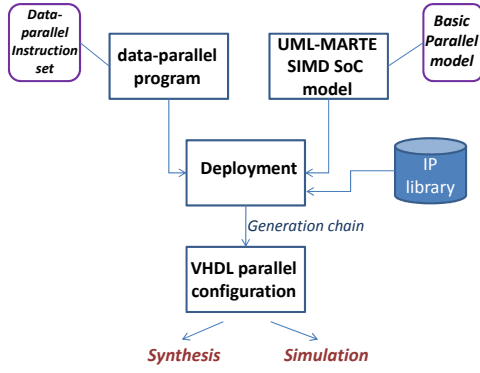 Data-
parallel
Instruction
set
data-parallel
program
UML-MARTE
SIMD SoC
model
Basic
Parallel
model
Deployment
IP
library
Generation chain
VHDL parallel
configuration
Synthesis
Simulation